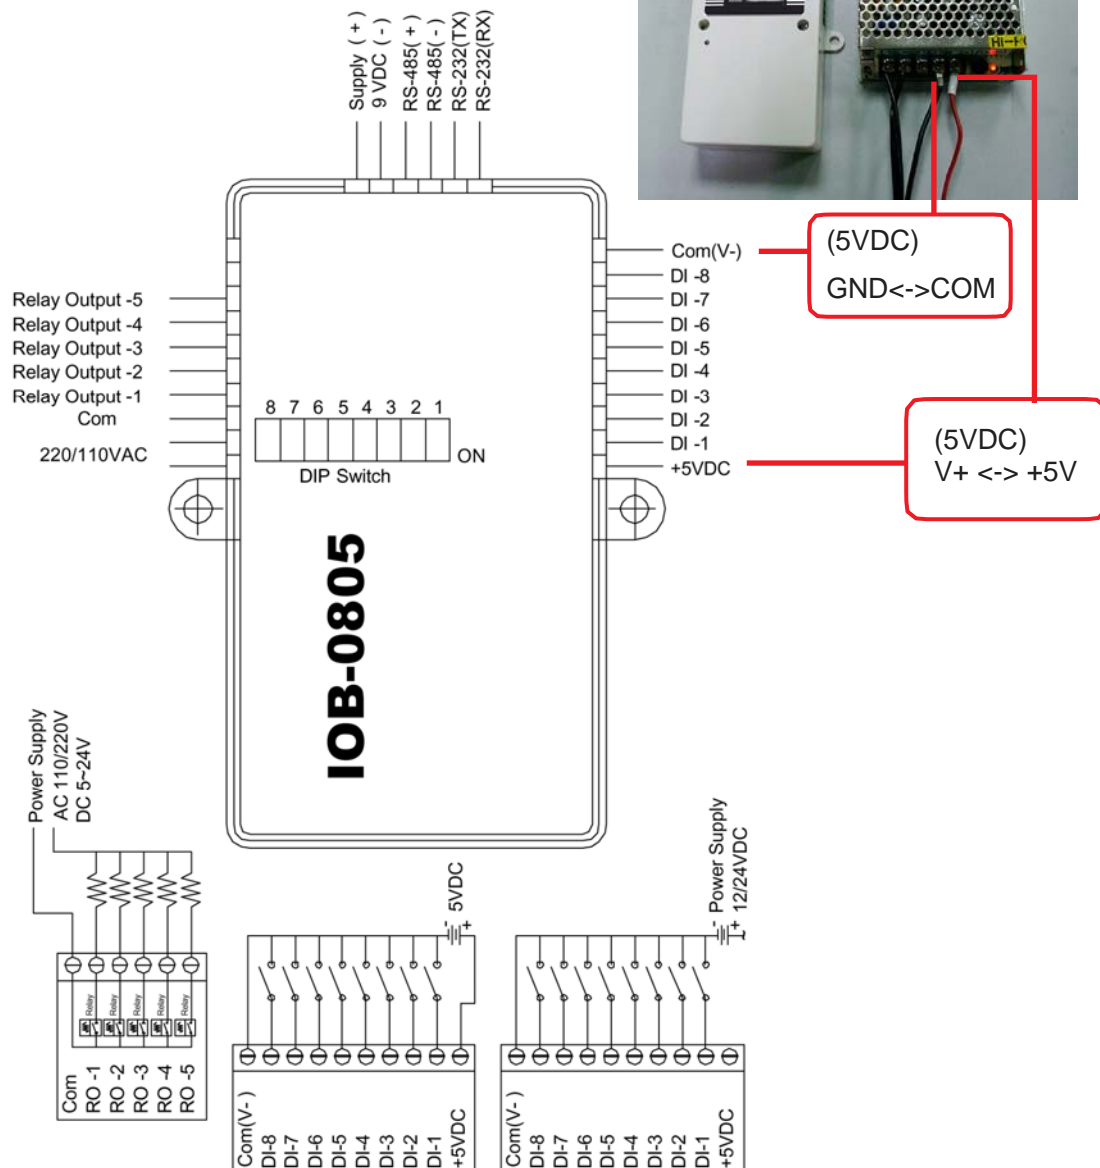 Supply ( + )
9 VDC ( - )
RS-485( + )
RS-485( - )
RS-232(TX)
RS-232(RX)
Com(V-)
DI -8
DI -7
DI -6
DI -5
DI -4
DI -3
DI -2
DI -1
+5VDC
(5VDC)
GND<->COM
(5VDC)
V+ <-> +5V
Relay Output -5
Relay Output -4
Relay Output -3
Relay Output -2
Relay Output -1
Com
220/110VAC
8 7 6 5 4 3 2 1
ON
DIP Switch
IOB-0805
Power Supply
AC 110/220V
DC 5~24V
Relay
Relay
Relay
Relay
Relay
Com
RO -1
RO -2
RO -3
RO -4
RO -5
- +
5VDC
Com(V- )
DI-8
DI-7
DI-6
DI-5
DI-4
DI-3
DI-2
DI-1
+5VDC
- Power Supply
+ 12/24VDC
Com(V- )
DI-8
DI-7
DI-6
DI-5
DI-4
DI-3
DI-2
DI-1
+5VDC